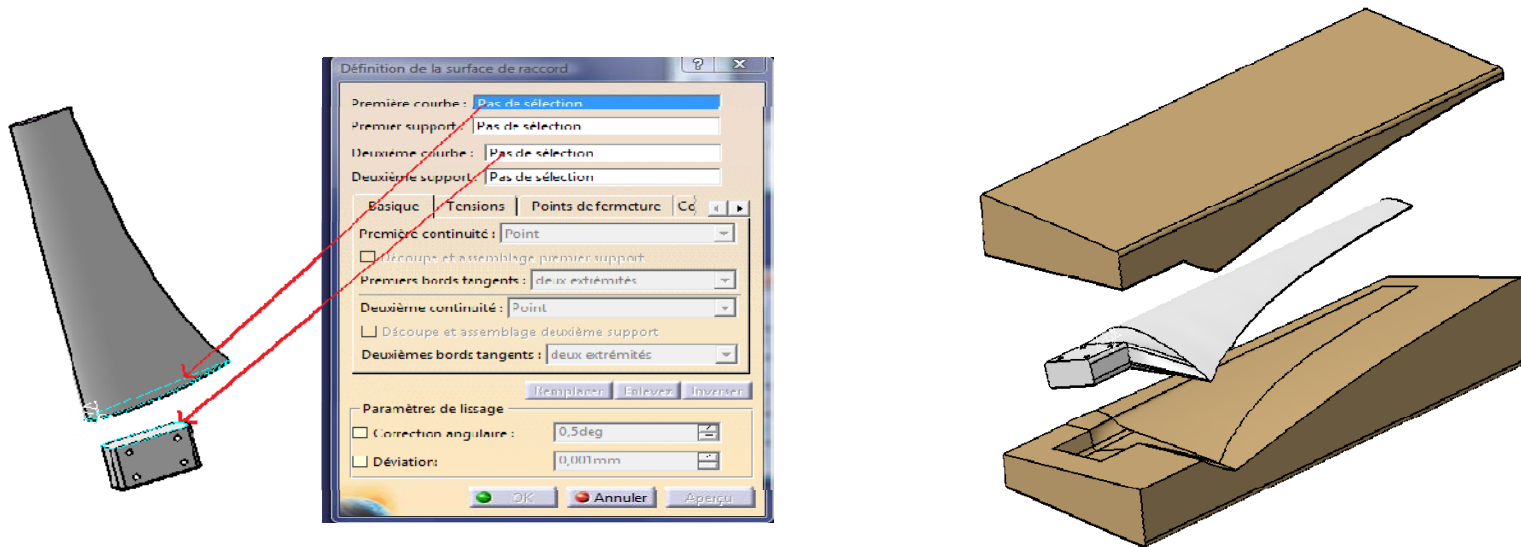 Définition de la surface de raccord
Première courbe : Pas de sélection
Premier support : Pas de sélection
Deuxième courbe : Pas de sélection
Deuxième support : Pas de sélection
Basique Tensions Points de fermeture Co
Première continuité : Point
Découpe et assemblage premier support
Premiers bords tangents : deux extrémités
Deuxième continuité : Point
Découpe et assemblage deuxième support
Deuxièmes bords tangents : deux extrémités
Remplacer Enlevez Inverser
Paramètres de lissage
Correction angulaire : 0,5deg
Déviation: 0,001mm
OK Annuler Aperçu